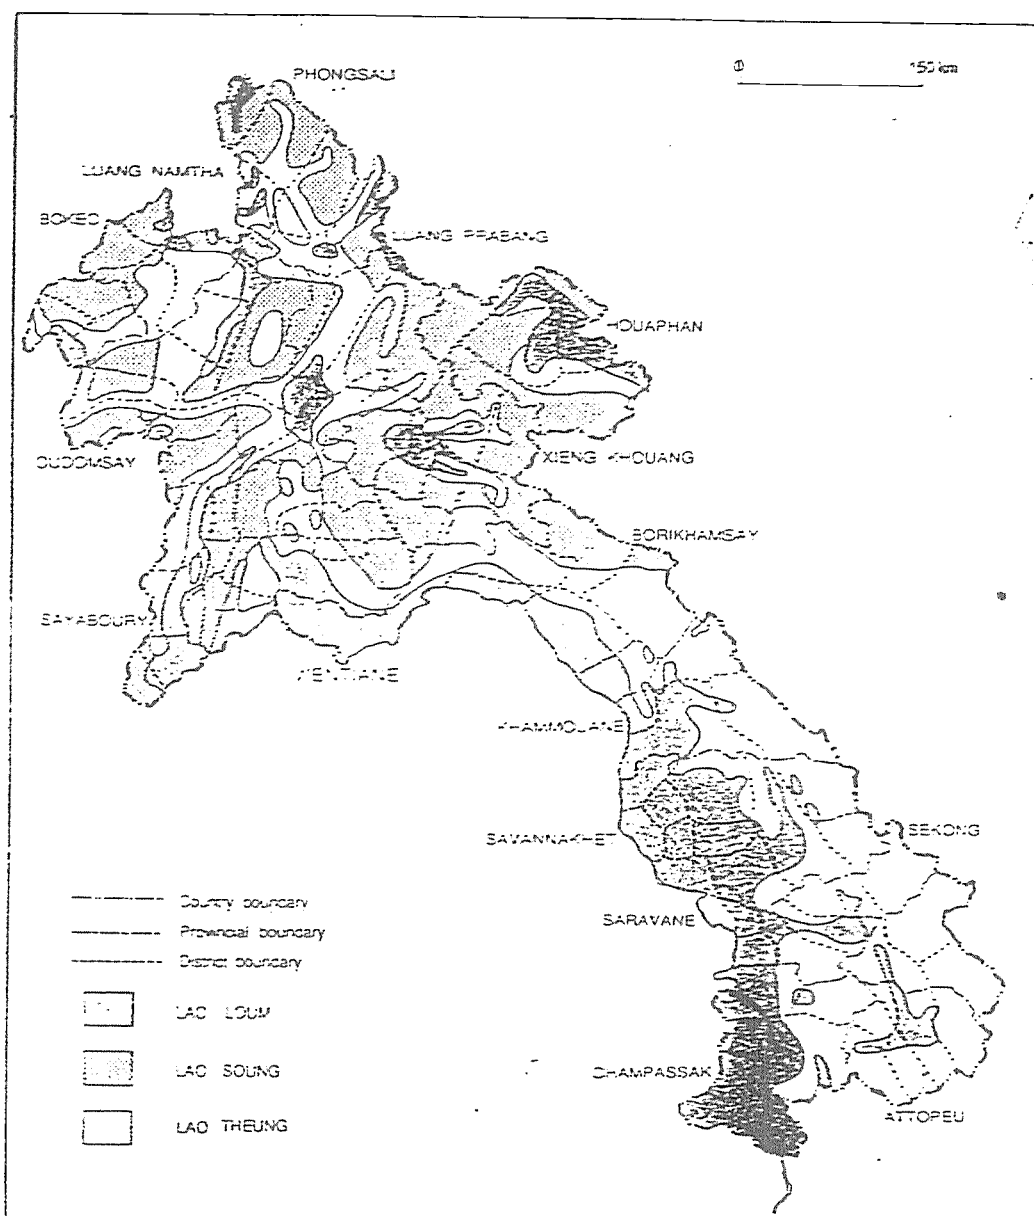 PHONGSALI
150 km
LUANG NAMTHA
BOKEO
LUANG PRABANG
HOUAPHAN
OUDOMSAY
XIENG KHOUANG
BORIKHAMSAY
SAYABOURY
VIENTIANE
KHAMMOUANE
SAVANNAKHET
SEKONG
SARAVANE
CHAMPASSAK
ATTOPEU
Country boundary
Provincial boundary
District boundary
LAO LOUM
LAO SOUNG
LAO THEUNG